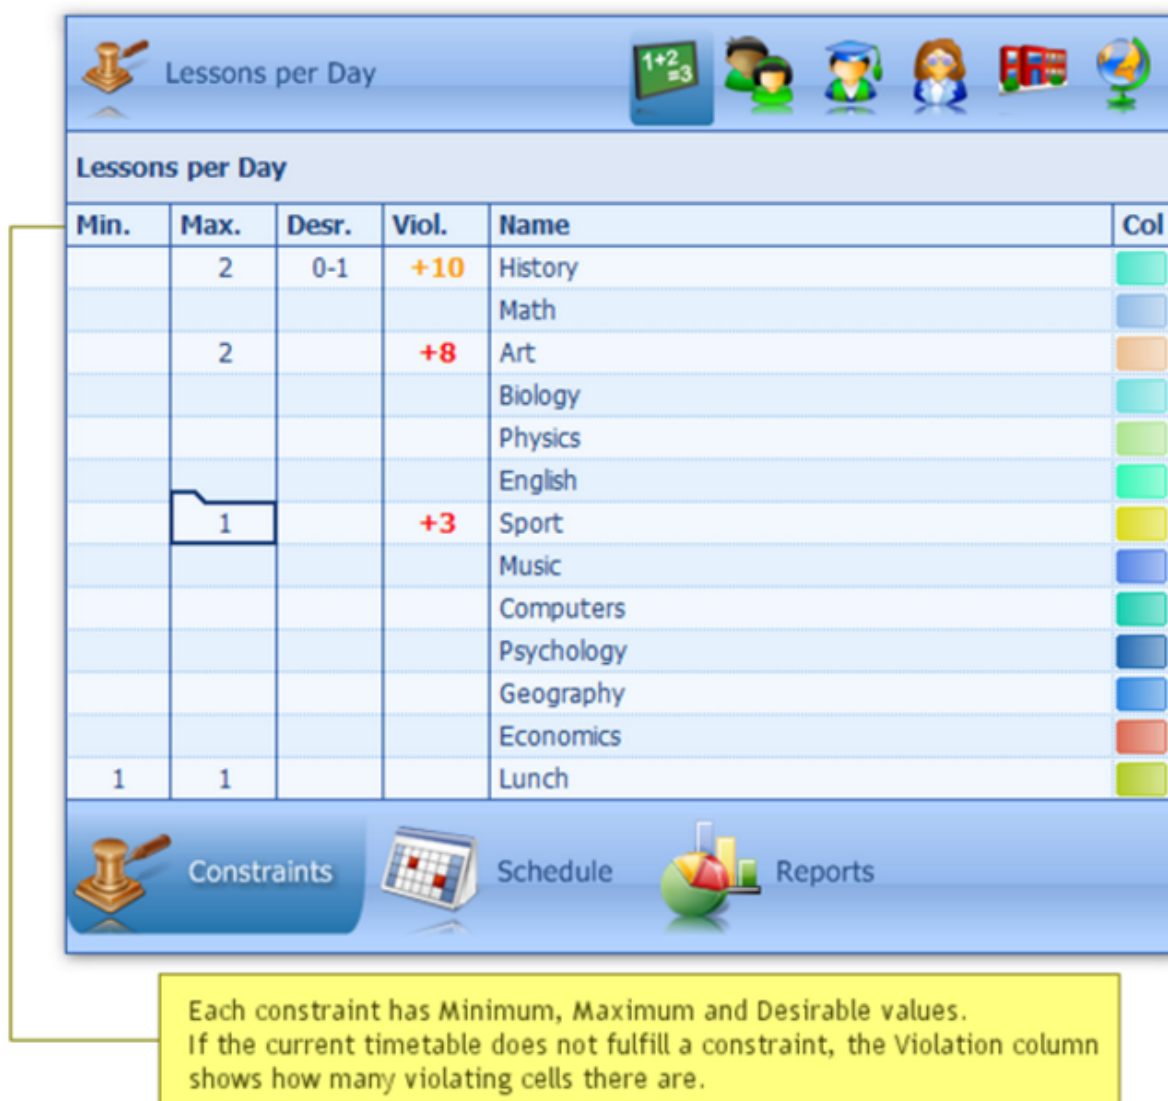 Lessons per Day
1+2
=3
Lessons per Day
Min. Max. Desr. Viol. Name Col
2 0-1 +10 History
Math
2 +8 Art
Biology
Physics
English
1 +3 Sport
Music
Computers
Psychology
Geography
Economics
1 1 Lunch
Constraints Schedule Reports
Each constraint has Minimum, Maximum and Desirable values.
If the current timetable does not fulfill a constraint, the Violation column
shows how many violating cells there are.